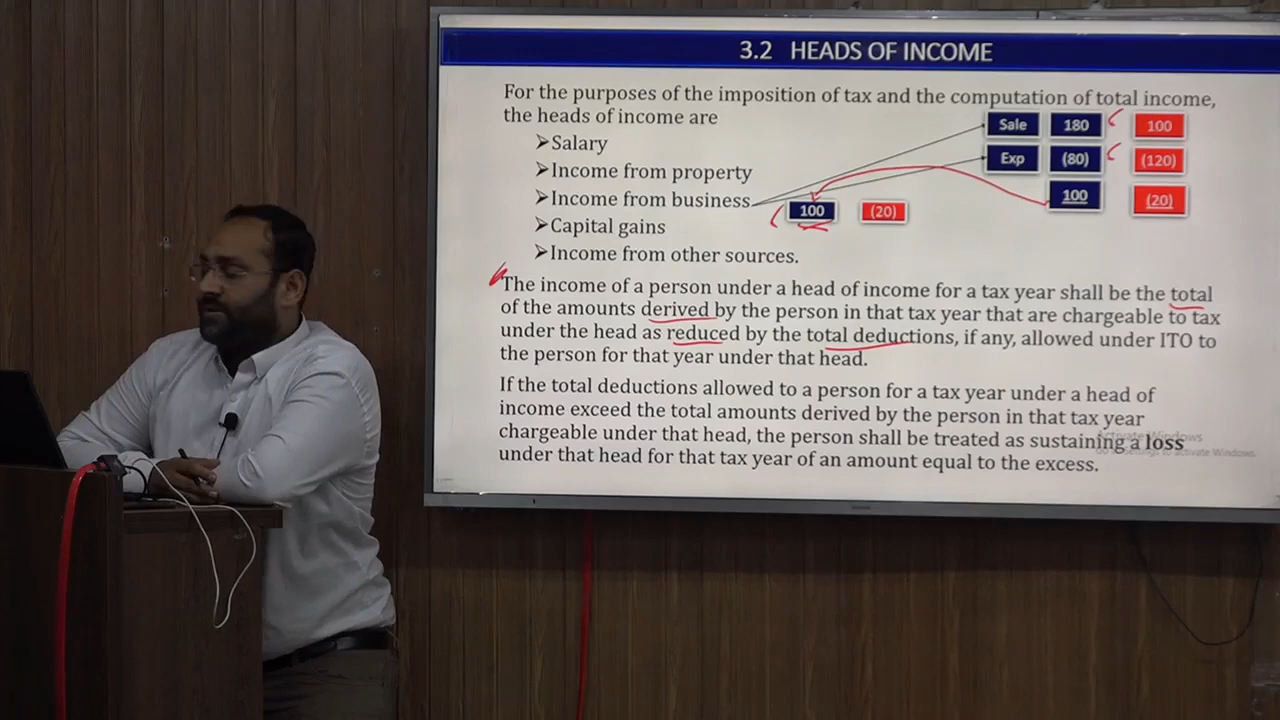 3.2 HEADS OF INCOME
For the purposes of the imposition of tax and the computation of total income,
the heads of income are
➢Salary
➢Income from property
➢Income from business
➢Capital gains
➢Income from other sources.
Sale 180 100
Exp (80) (120)
100 (20)
100 (20)
The income of a person under a head of income for a tax year shall be the total
of the amounts derived by the person in that tax year that are chargeable to tax
under the head as reduced by the total deductions, if any, allowed under ITO to
the person for that year under that head.
If the total deductions allowed to a person for a tax year under a head of
income exceed the total amounts derived by the person in that tax year
chargeable under that head, the person shall be treated as sustaining a loss
under that head for that tax year of an amount equal to the excess.
Activate Windows
Go to Settings to activate Windows.